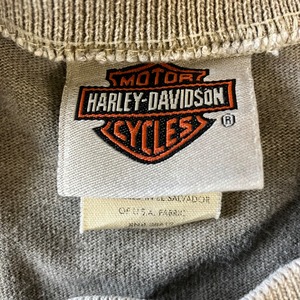 MOTOR
HARLEY-DAVIDSON
CYCLES
®
IN EL SALVADOR
OF U.S.A. FABRIC